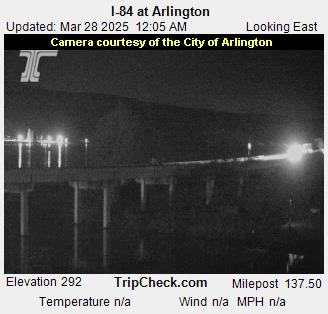 I-84 at Arlington
Updated: Mar 28 2025 12:05 AM Looking East
Camera courtesy of the City of Arlington
Elevation 292 TripCheck.com Milepost 137.50
Temperature n/a Wind n/a MPH n/a